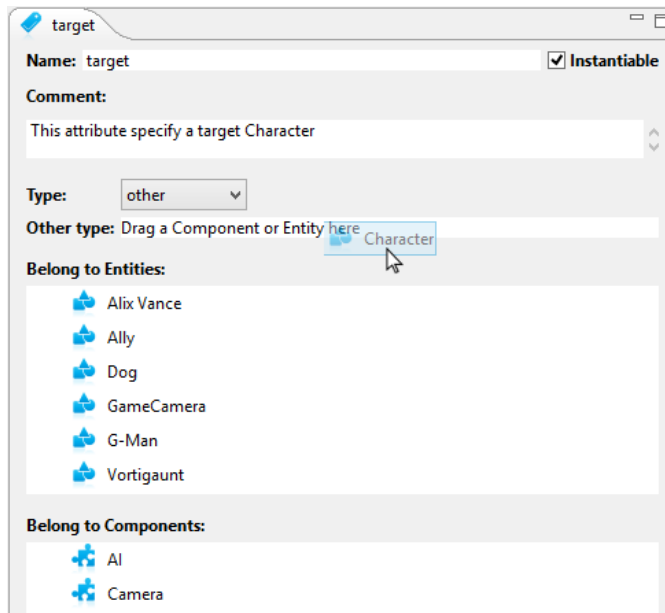 target
Name: target Instantiable
Comment:
This attribute specify a target Character
Type: other
Other type: Drag a Component or Entity here
Character
Belong to Entities:
Alix Vance
Ally
Dog
GameCamera
G-Man
Vortigaunt
Belong to Components:
AI
Camera